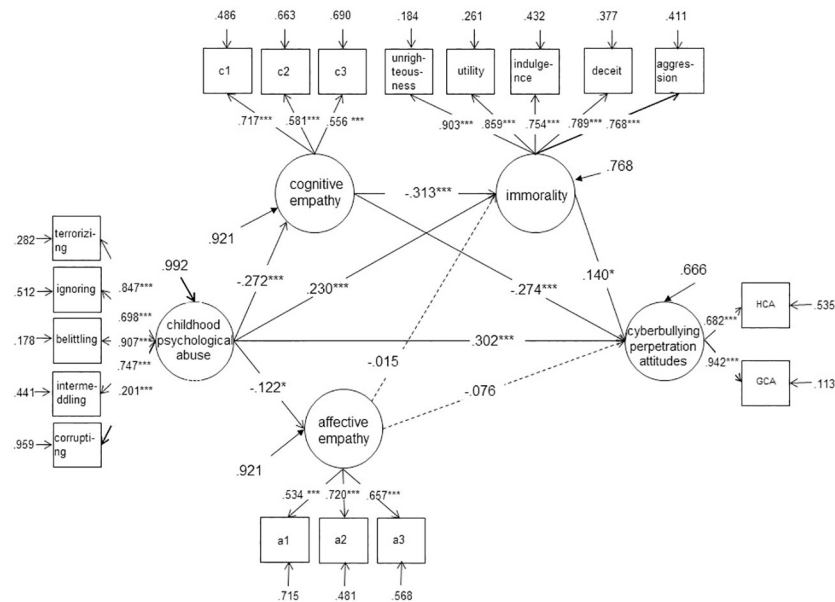 .486 .663 .690 .184 .261 .432 .377 .411
c1 c2 c3 unrigh-
teous-
ness utility indulge-
nce deceit aggres-
sion
.717*** .581*** .556 *** .903*** .859*** .754*** .789*** .768***
cognitive
empathy
immorality
.768
-.313***
.921
.282 terrorizi-
ng
.992
-.272*** .230*** -.274*** .140* .666
.512 ignoring .847***
.698***
.178 belittling .907***
.747***
.441 interme-
ddling .201***
.959 corrupti-
ng
childhood
psychological
abuse
.302***
cyberbullying
perpetration
attitudes
.682*** HCA .535
.942*** GCA .113
-.015
-.122* -.076
affective
empathy
.921
.534 *** .720*** .657***
a1 a2 a3
.715 .481 .568